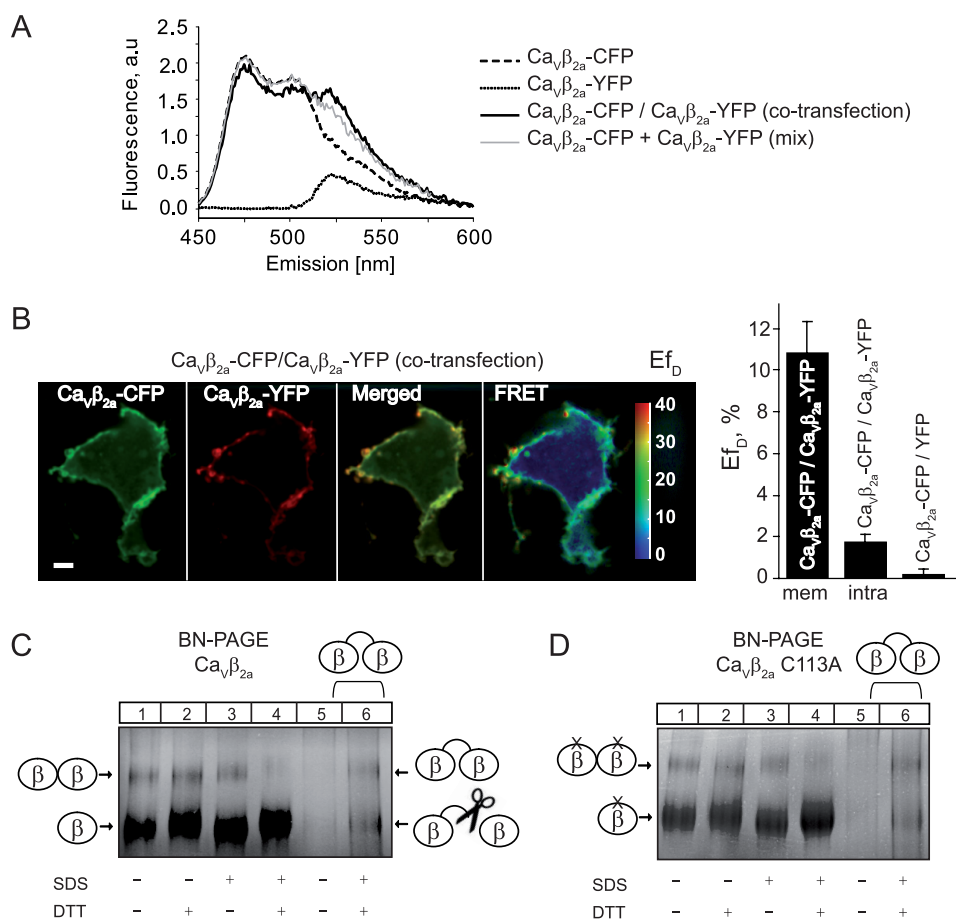 A
Fluorescence, a.u
2.5
2.0
1.5
1.0
0.5
0.0
450 500 550 600
Emission [nm]
CaVβ2a-CFP
CaVβ2a-YFP
CaVβ2a-CFP / CaVβ2a-YFP (co-transfection)
CaVβ2a-CFP + CaVβ2a-YFP (mix)
B
CaVβ2a-CFP/CaVβ2a-YFP (co-transfection)
EfD
CaVβ2a-CFP
CaVβ2a-YFP
Merged
FRET
40
30
20
10
0
EfD, %
12
10
8
6
4
2
0
CaVβ2a-CFP / CaVβ2a-YFP
CaVβ2a-CFP / CaVβ2a-YFP
CaVβ2a-CFP / YFP
mem intra
C
BN-PAGE
CaVβ2a
β β
1 2 3 4 5 6
β β
β
β β
β β
SDS - - + + - +
DTT - + - + - +
D
BN-PAGE
CaVβ2a C113A
β β
1 2 3 4 5 6
X X
β β
X
β
SDS - - + + - +
DTT - + - + - +